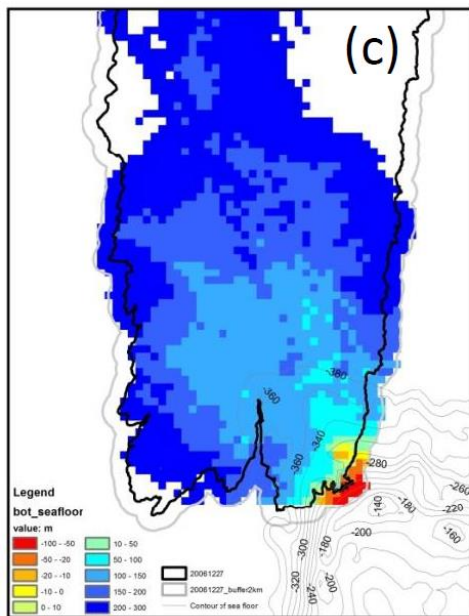 (c)
-380
-360
-340
-360
-280
-260
-220
-140
-180
-200
-300
-180
-200
-240
-320
Legend
bot_seafloor
value: m
-100 - -50
-50 - -20
-20 - -10
-10 - 0
0 - 10
10 - 50
50 - 100
100 - 150
150 - 200
200 - 300
20061227
20061227_buffer2km
Contour of sea floor